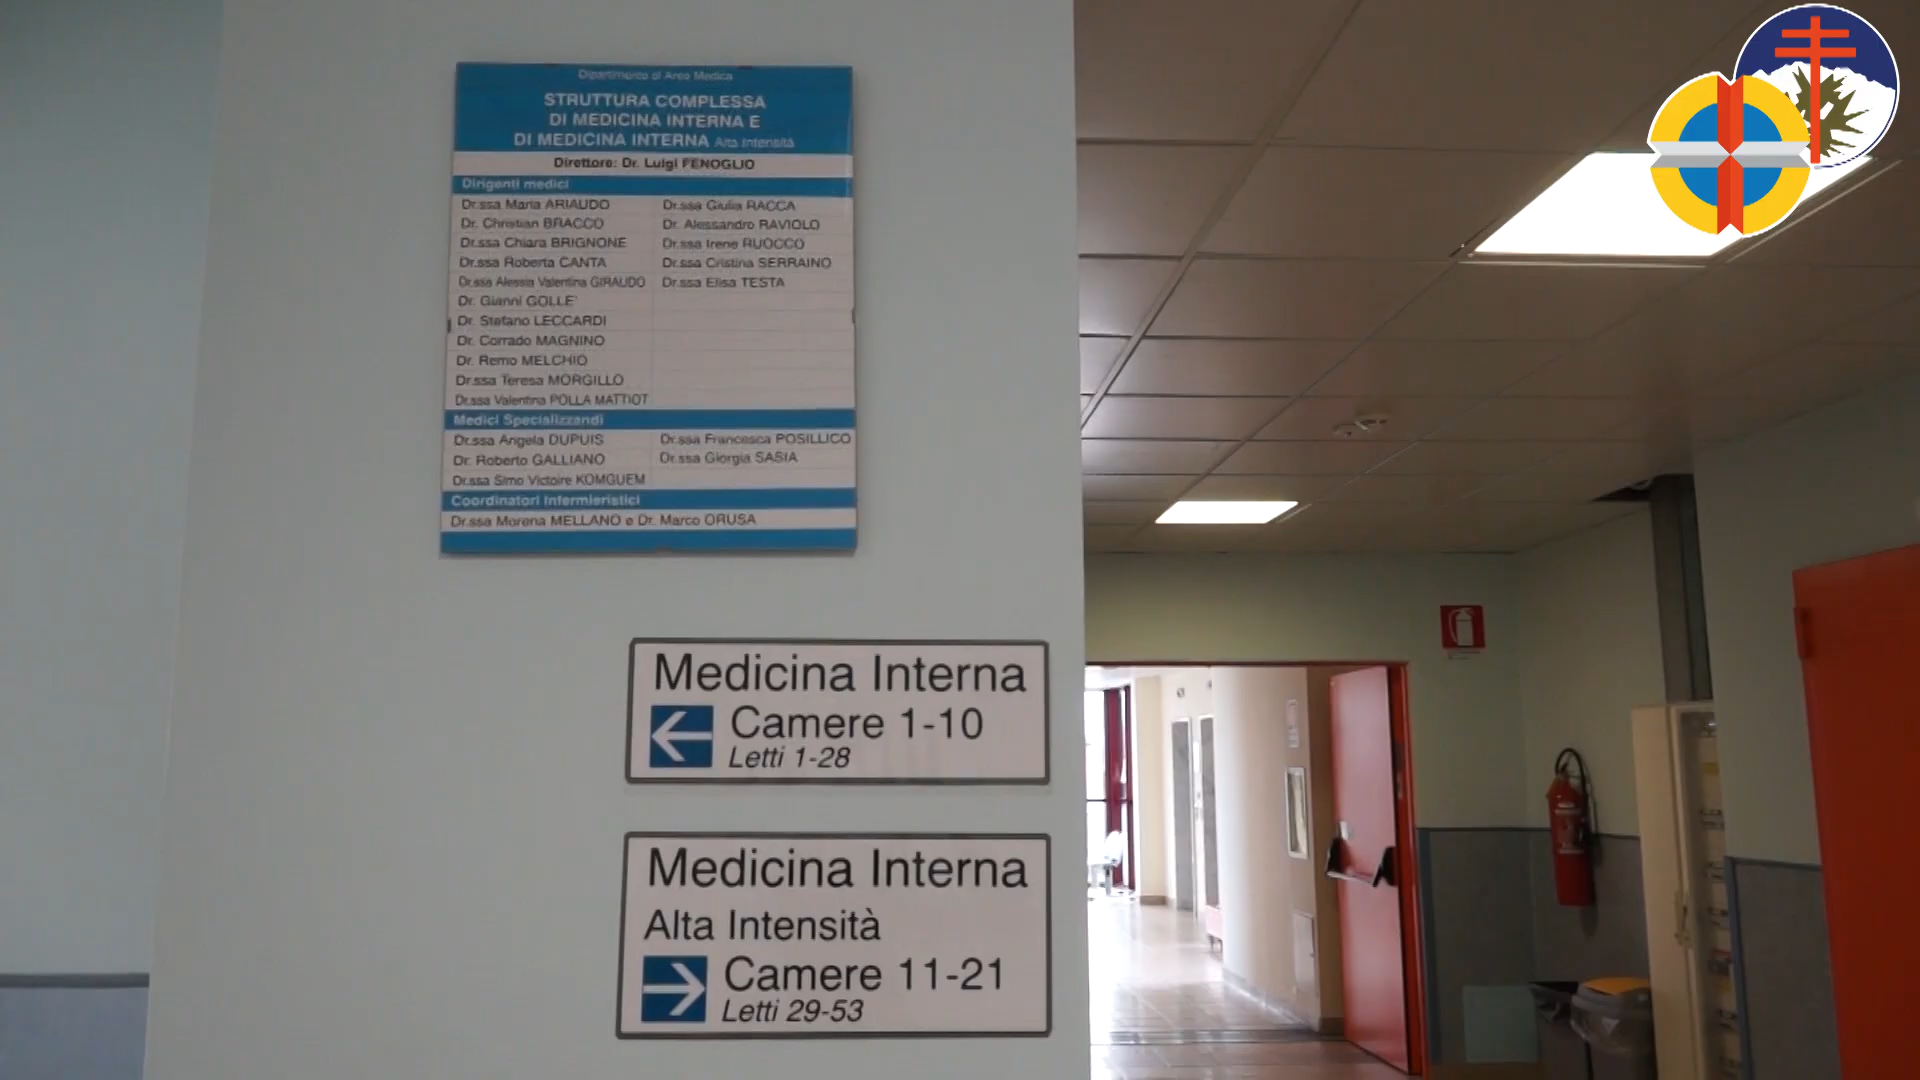 Dipartimento di Area Medica
STRUTTURA COMPLESSA
DI MEDICINA INTERNA E
DI MEDICINA INTERNA Alta Intensità
Direttore: Dr. Luigi FENOGLIO
Dirigenti medici
Dr.ssa Maria ARIAUDO Dr.ssa Giulia RACCA
Dr. Christian BRACCO Dr. Alessandro RAVIOLO
Dr.ssa Chiara BRIGNONE Dr.ssa Irene RUOCCO
Dr.ssa Roberta CANTA Dr.ssa Cristina SERRAINO
Dr.ssa Alessia Valentina GIRAUDO Dr.ssa Elisa TESTA
Dr. Gianni GOLLE'
Dr. Stefano LECCARDI
Dr. Corrado MAGNINO
Dr. Remo MELCHIO
Dr.ssa Teresa MORGILLO
Dr.ssa Valentina POLLA MATTIOT
Medici Specializzandi
Dr.ssa Angela DUPUIS Dr.ssa Francesca POSILLICO
Dr. Roberto GALLIANO Dr.ssa Giorgia SASIA
Dr.ssa Simo Victoire KOMGUEM
Coordinatori Infermieristici
Dr.ssa Morena MELLANO e Dr. Marco ORUSA
Medicina Interna
Camere 1-10
Letti 1-28
Medicina Interna
Alta Intensità
Camere 11-21
Letti 29-53